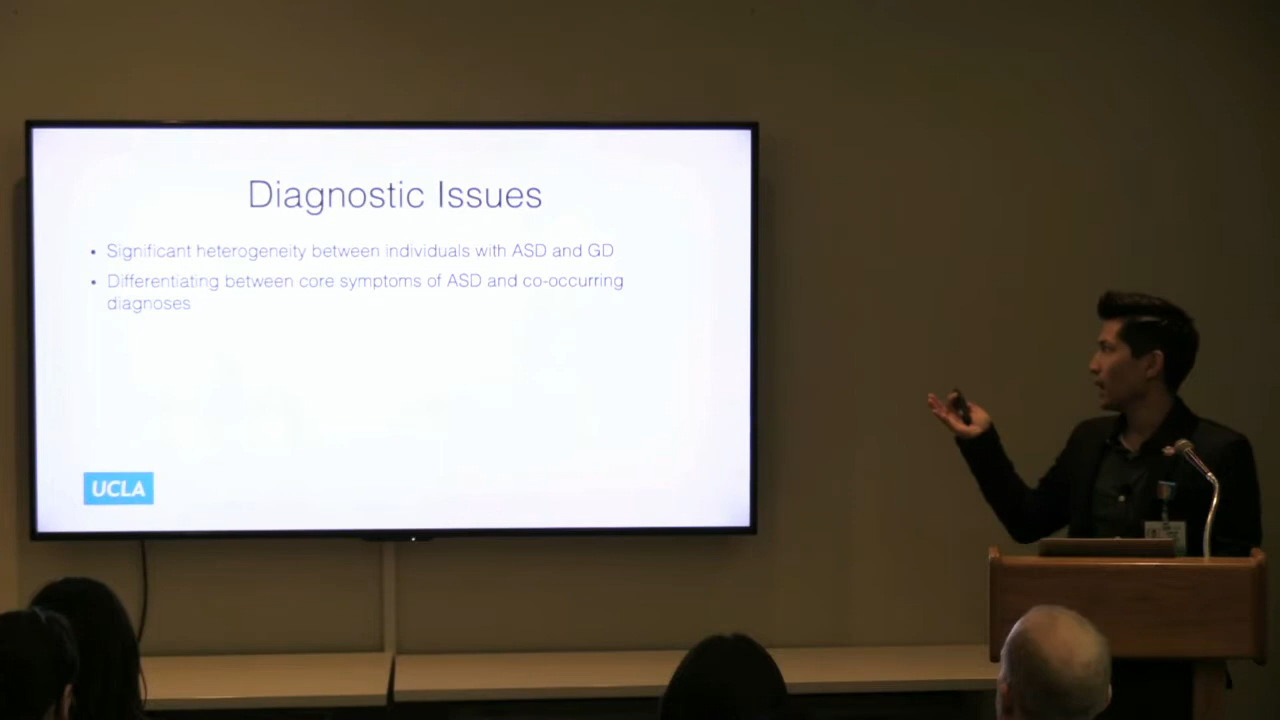 Diagnostic Issues
• Significant heterogeneity between individuals with ASD and GD
• Differentiating between core symptoms of ASD and co-occurring
diagnoses
UCLA